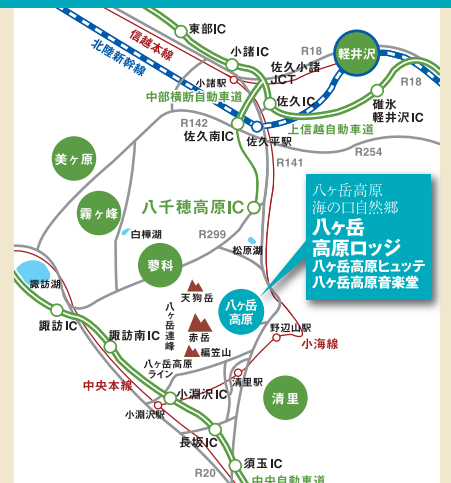 東部IC
信越本線
小諸IC
北陸新幹線
R18
軽井沢
佐久小諸
JCT
小諸駅
R18
中部横断自動車道
佐久IC
碓氷
軽井沢IC
R142
上信越自動車道
佐久南IC
佐久平駅
R141
R254
美ヶ原
霧ヶ峰
八千穂高原IC
八ヶ岳高原
海の口自然郷
八ヶ岳
高原ロッジ
八ヶ岳高原ヒュッテ
八ヶ岳高原音楽堂
白樺湖
R299
松原湖
蓼科
諏訪湖
天狗岳
八ヶ岳連峰
八ヶ岳
高原
諏訪IC
諏訪南IC
赤岳
野辺山駅
小海線
編笠山
八ヶ岳高原
ライン
中央本線
清里駅
小淵沢IC
清里
小淵沢駅
長坂IC
須玉IC
R20
中央自動車道